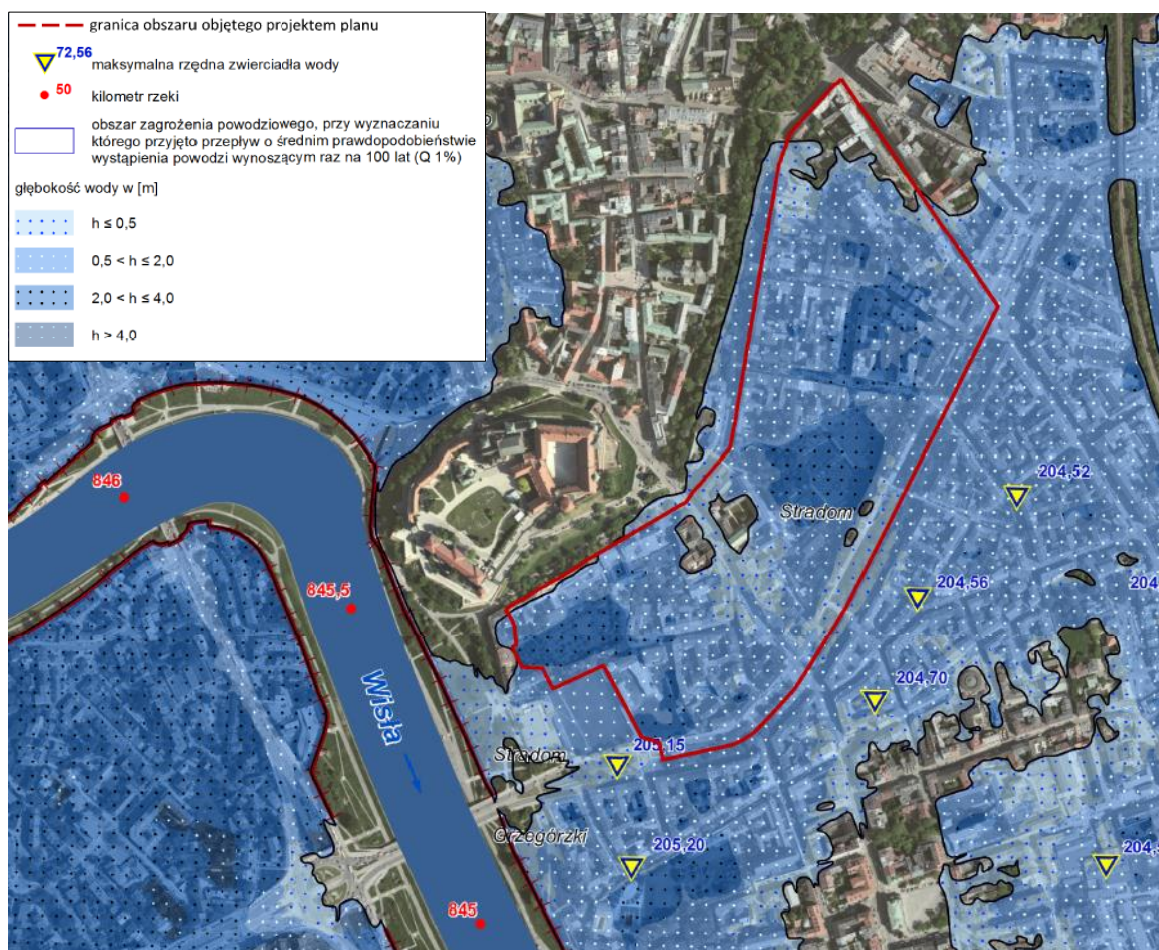 granica obszaru objętego projektem planu
72,56
maksymalna rzędna zwierciadła wody
50
kilometr rzeki
obszar zagrożenia powodziowego, przy wyznaczaniu
którego przyjęto przepływ o średnim prawdopodobieństwie
wystąpienia powodzi wynoszącym raz na 100 lat (Q 1%)
głębokość wody w [m]
h ≤ 0,5
0,5 < h ≤ 2,0
2,0 < h ≤ 4,0
h > 4,0
846
204,52
Stradom
845,5
204,56
204,70
Wisła
205,15
Stradom
Grzegórzki
205,20
845